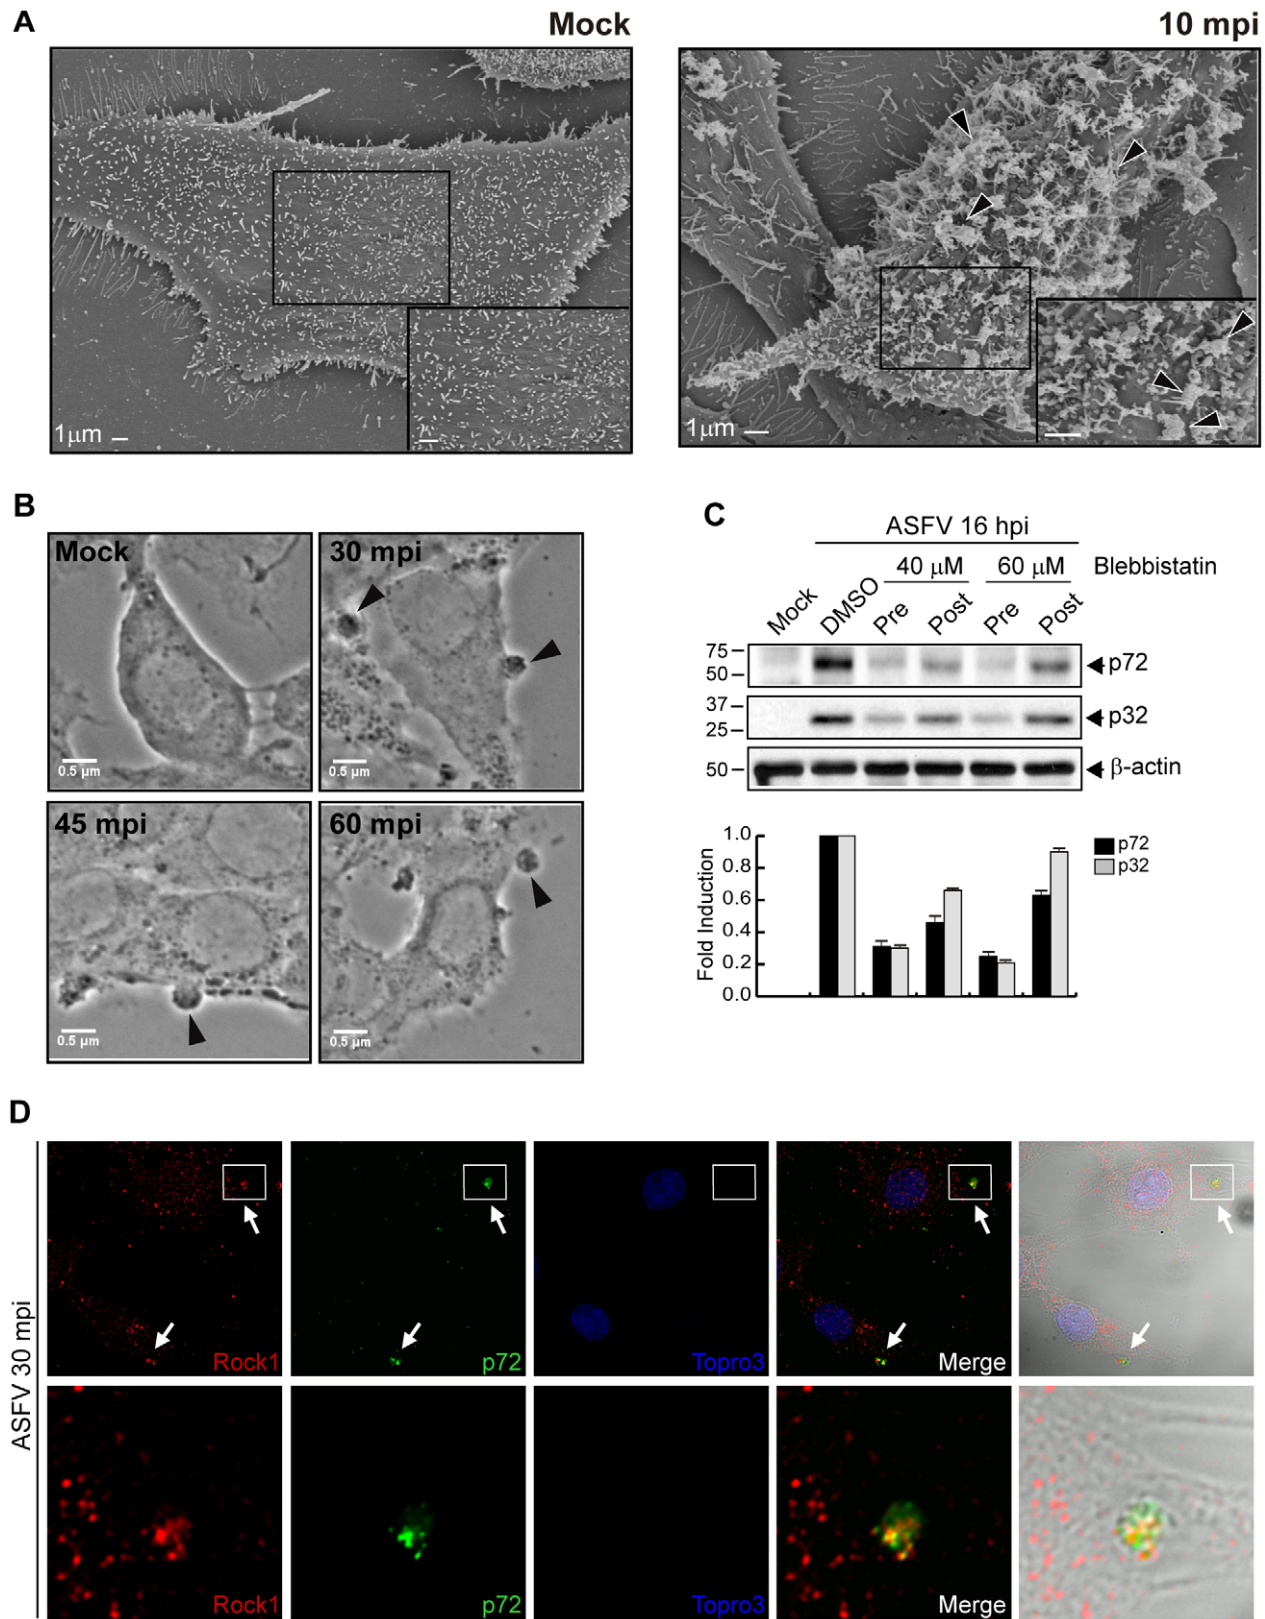 A
Mock
10 mpi
1μm
1μm
B
Mock
30 mpi
0.5 μm
0.5 μm
45 mpi
60 mpi
0.5 μm
0.5 μm
C
ASFV 16 hpi
40 μM
60 μM
Blebbistatin
Mock
DMSO
Pre
Post
Pre
Post
75
50
p72
37
25
p32
50
β-actin
1.0
0.8
0.6
0.4
0.2
0.0
Fold Induction
p72
p32
D
ASFV 30 mpi
Rock1
p72
Topro3
Merge
Rock1
p72
Topro3
Merge